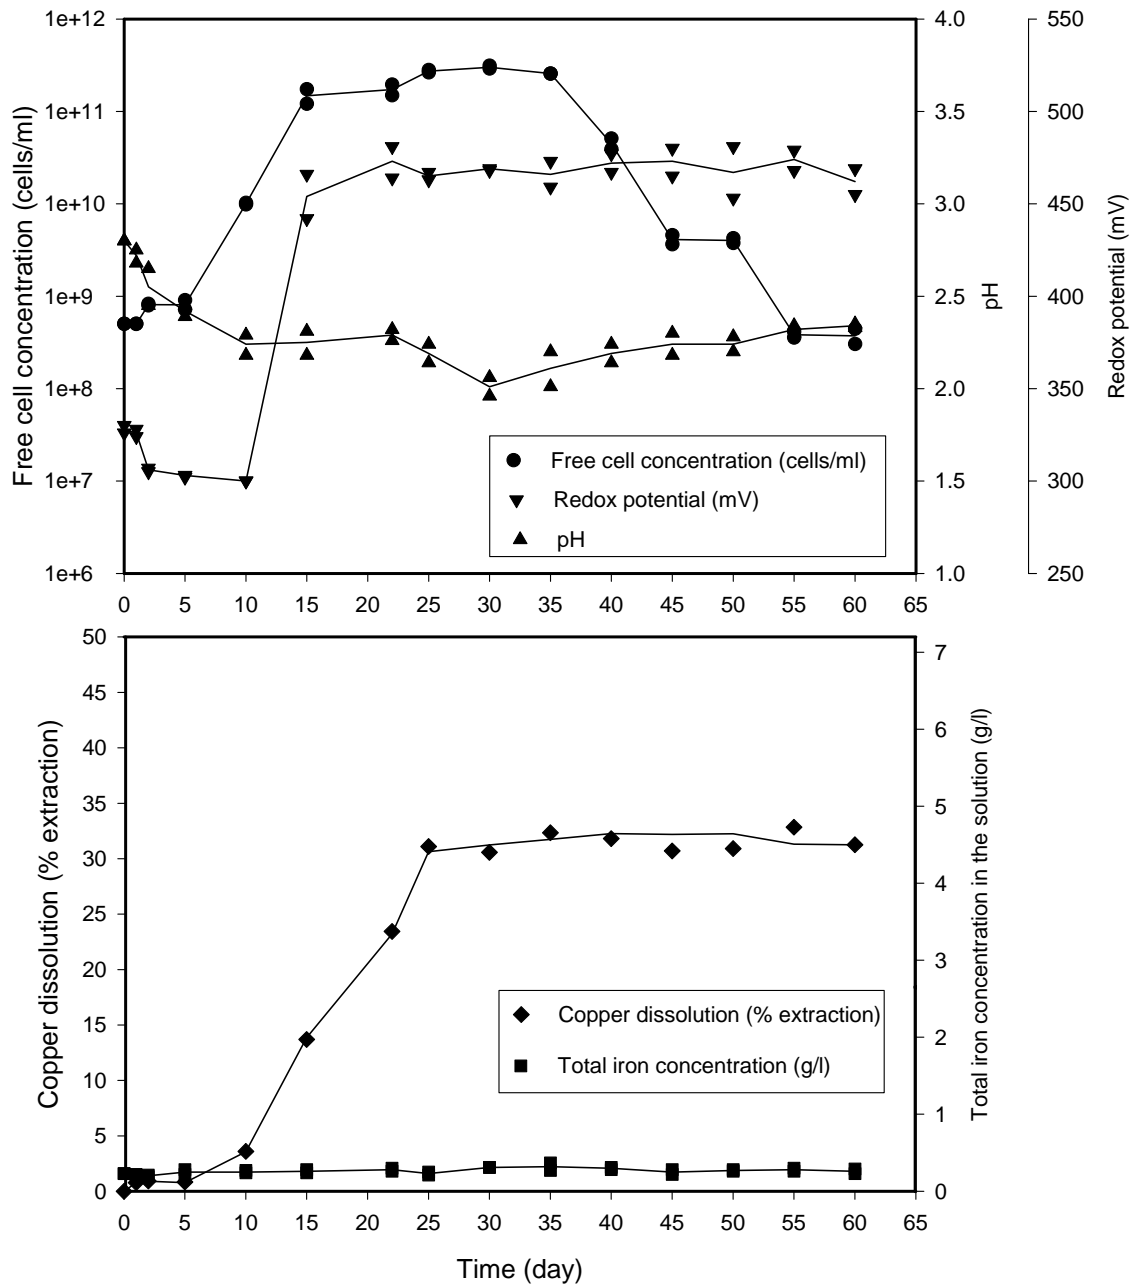 1e+12
1e+11
1e+10
1e+9
1e+8
1e+7
1e+6
Free cell concentration (cells/ml)
4.0
3.5
3.0
2.5
2.0
1.5
1.0
pH
550
500
450
400
350
300
250
Redox potential (mV)
Free cell concentration (cells/ml)
Redox potential (mV)
pH
0 5 10 15 20 25 30 35 40 45 50 55 60 65
50
45
40
35
30
25
20
15
10
5
0
Copper dissolution (% extraction)
7
6
5
4
3
2
1
0
Total iron concentration in the solution (g/l)
Copper dissolution (% extraction)
Total iron concentration (g/l)
0 5 10 15 20 25 30 35 40 45 50 55 60 65
Time (day)